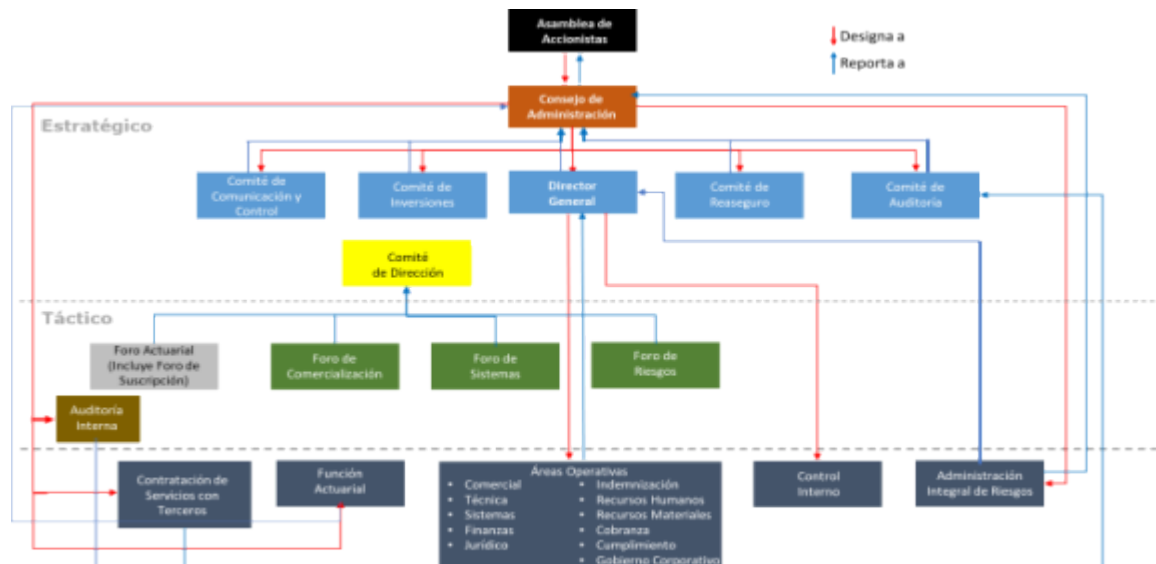 Asamblea de
Accionistas
Designa a
Reporta a
Consejo de
Administración
Estratégico
Comité de
Comunicación y
Control
Comité de
Inversiones
Director
General
Comité de
Reaseguro
Comité de
Auditoría
Comité
de Dirección
Táctico
Foro Actuarial
(Incluye Foro de
Suscripción)
Foro de
Comercialización
Foro de
Sistemas
Foro de
Riesgos
Auditoría
Interna
Contratación de
Servicios con
Terceros
Función
Actuarial
Áreas Operativas
• Comercial
• Técnica
• Sistemas
• Finanzas
• Jurídico
• Indemnización
• Recursos Humanos
• Recursos Materiales
• Cobranza
• Cumplimiento
• Gobierno Corporativo
Control
Interno
Administración
Integral de Riesgos